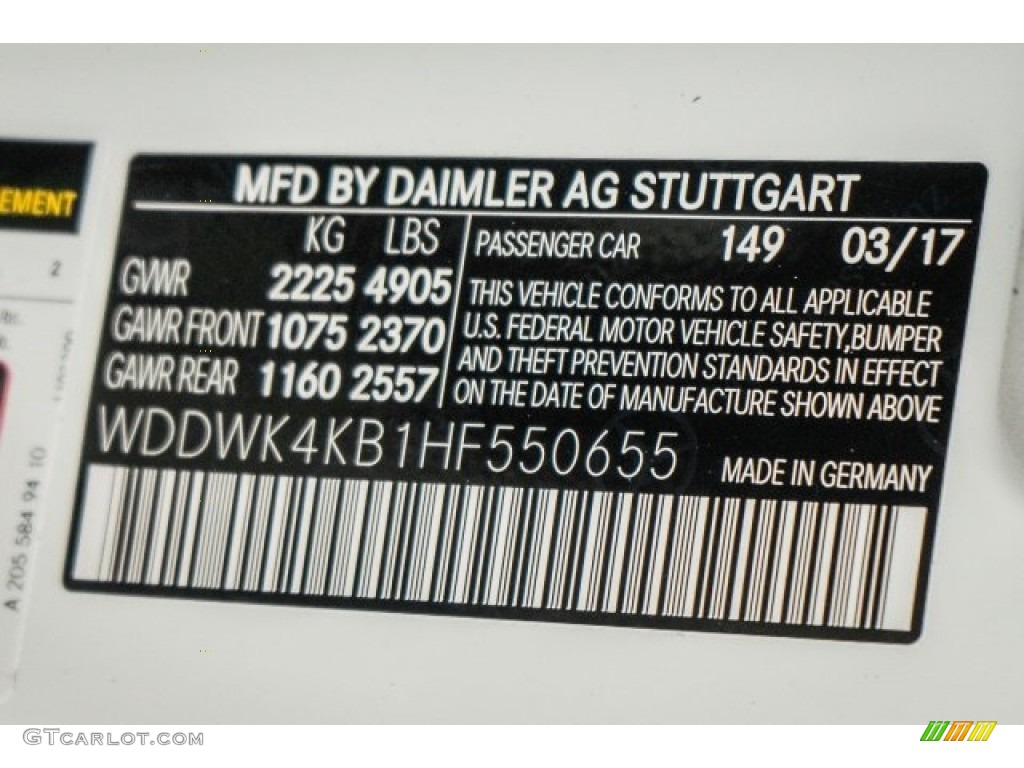 MFD BY DAIMLER AG STUTTGART
KG LBS
GVWR 2225 4905
GAWR FRONT 1075 2370
GAWR REAR 1160 2557
PASSENGER CAR 149 03/17
THIS VEHICLE CONFORMS TO ALL APPLICABLE
U.S. FEDERAL MOTOR VEHICLE SAFETY,BUMPER
AND THEFT PREVENTION STANDARDS IN EFFECT
ON THE DATE OF MANUFACTURE SHOWN ABOVE
WDDWK4KB1HF550655
MADE IN GERMANY
EMENT
2
A 205 584 94 10
GTCARLOT.COM